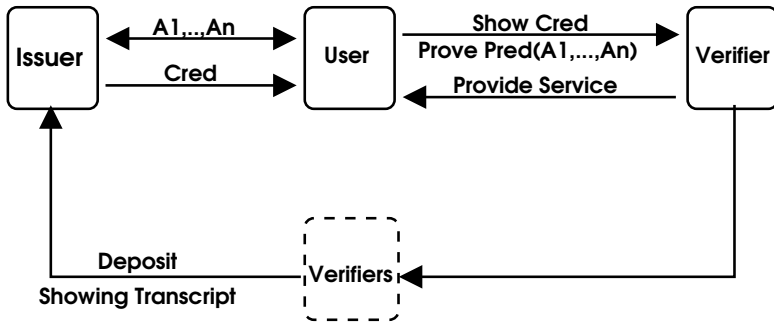 A1,..,An
Show Cred
Issuer
User
Prove Pred(A1,...,An)
Verifier
Cred
Provide Service
Deposit
Verifiers
Showing Transcript